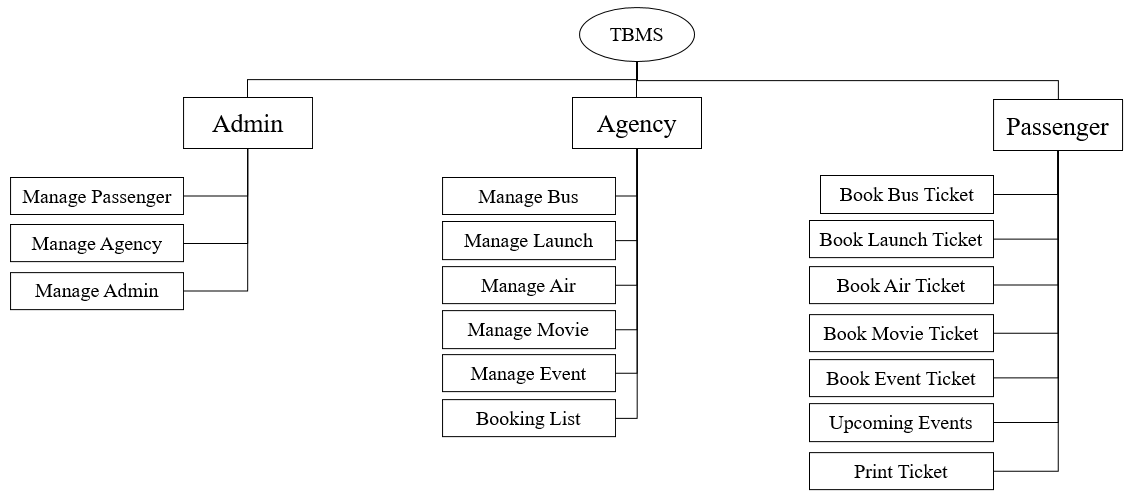 TBMS
Admin
Agency
Passenger
Manage Passenger
Manage Agency
Manage Admin
Manage Bus
Manage Launch
Manage Air
Manage Movie
Manage Event
Booking List
Book Bus Ticket
Book Launch Ticket
Book Air Ticket
Book Movie Ticket
Book Event Ticket
Upcoming Events
Print Ticket